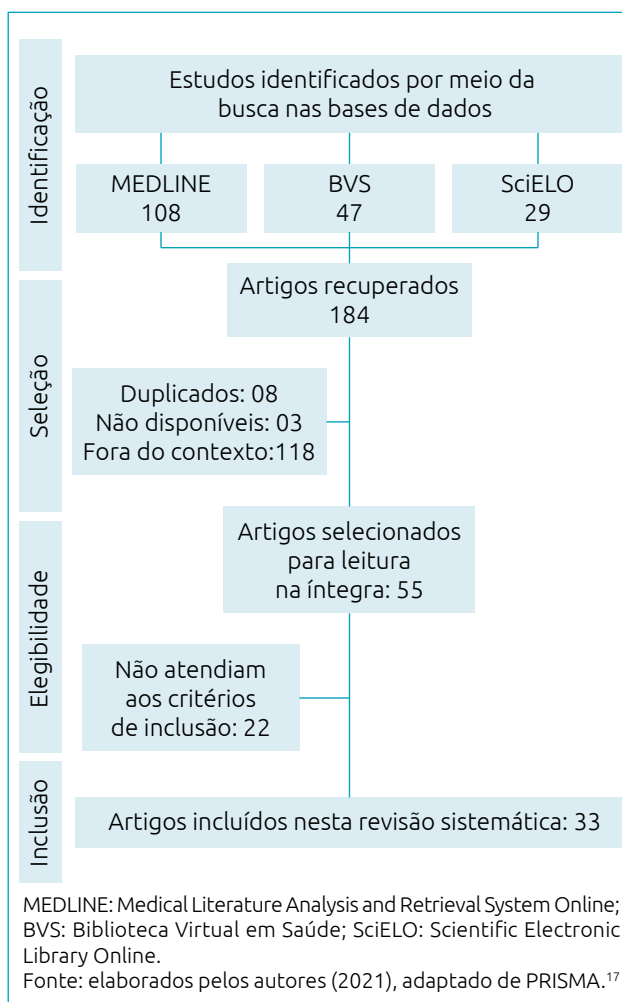 Identificação
Estudos identificados por meio da
busca nas bases de dados
MEDLINE
108
BVS
47
SciELO
29
Artigos recuperados
184
Seleção
Duplicados: 08
Não disponíveis: 03
Fora do contexto:118
Artigos selecionados
para leitura
na íntegra: 55
Elegibilidade
Não atendiam
aos critérios
de inclusão: 22
Inclusão
Artigos incluídos nesta revisão sistemática: 33
MEDLINE: Medical Literature Analysis and Retrieval System Online;
BVS: Biblioteca Virtual em Saúde; SciELO: Scientific Electronic
Library Online.
Fonte: elaborados pelos autores (2021), adaptado de PRISMA.¹⁷